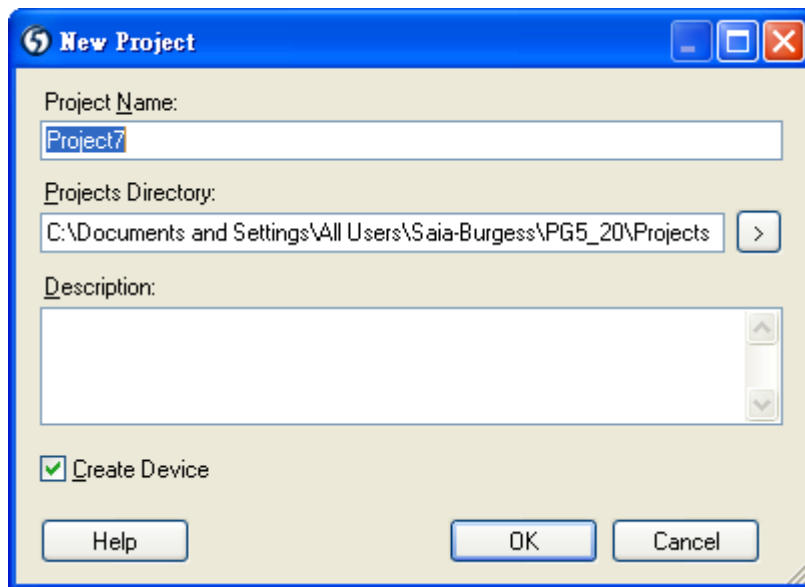 New Project
Project Name:
Project7
Projects Directory:
C:\Documents and Settings\All Users\Saia-Burgess\PG5_20\Projects
>
Description:
Create Device
Help
OK
Cancel